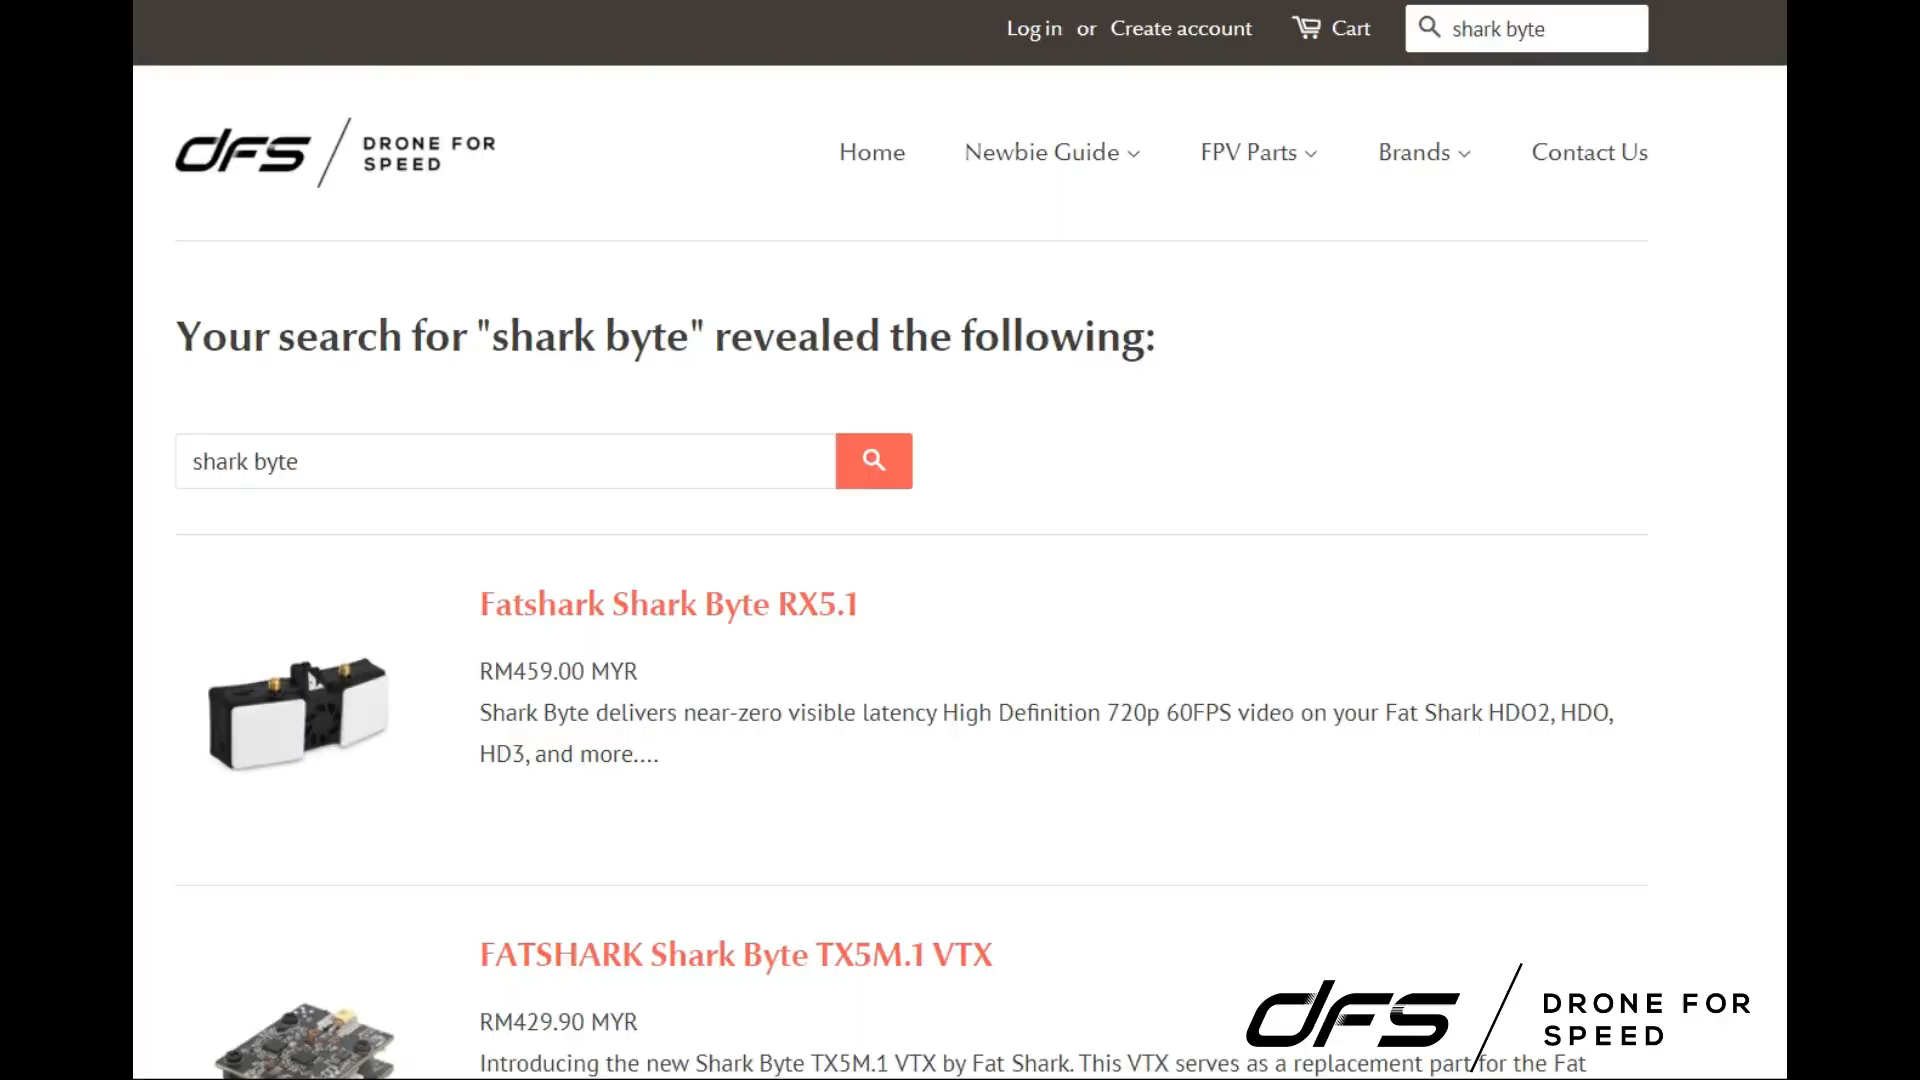 Log in or Create account Cart shark byte
dFS DRONE FOR SPEED
Home Newbie Guide FPV Parts Brands Contact Us
Your search for "shark byte" revealed the following:
shark byte
Fatshark Shark Byte RX5.1
RM459.00 MYR
Shark Byte delivers near-zero visible latency High Definition 720p 60FPS video on your Fat Shark HDO2, HDO,
HD3, and more....
FATSHARK Shark Byte TX5M.1 VTX
RM429.90 MYR
Introducing the new Shark Byte TX5M.1 VTX by Fat Shark. This VTX serves as a replacement part for the Fat
dFS DRONE FOR
SPEED